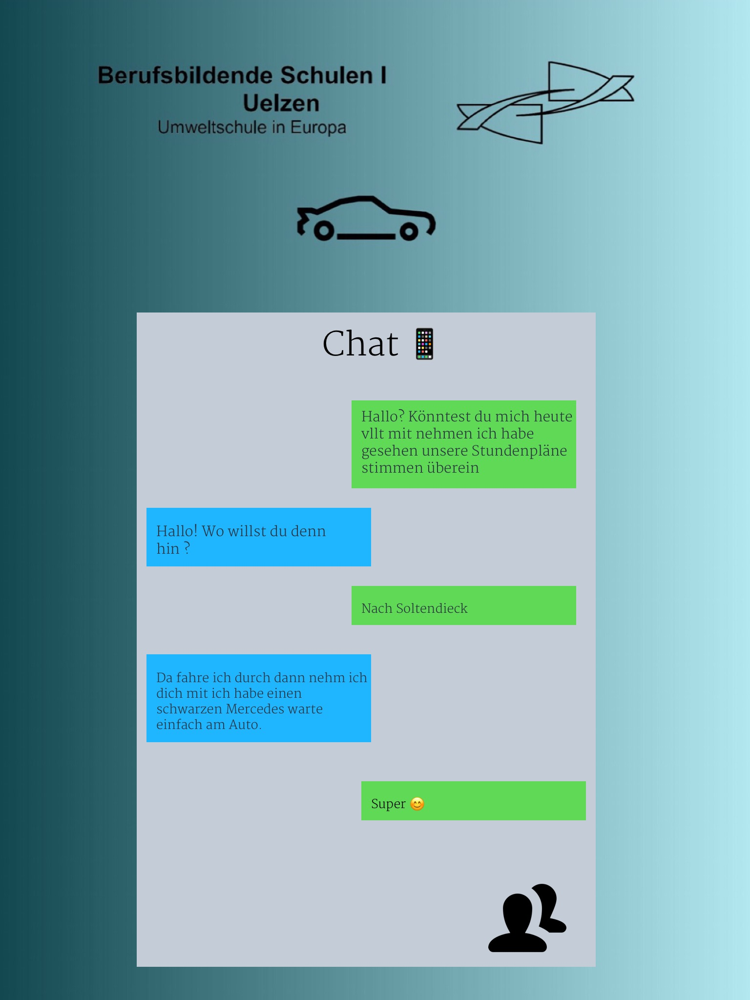 Berufsbildende Schulen I
Uelzen
Umweltschule in Europa
Chat 📱
Hallo? Könntest du mich heute
vllt mit nehmen ich habe
gesehen unsere Stundenpläne
stimmen überein
Hallo! Wo willst du denn
hin ?
Nach Soltendieck
Da fahre ich durch dann nehm ich
dich mit ich habe einen
schwarzen Mercedes warte
einfach am Auto.
Super 😊